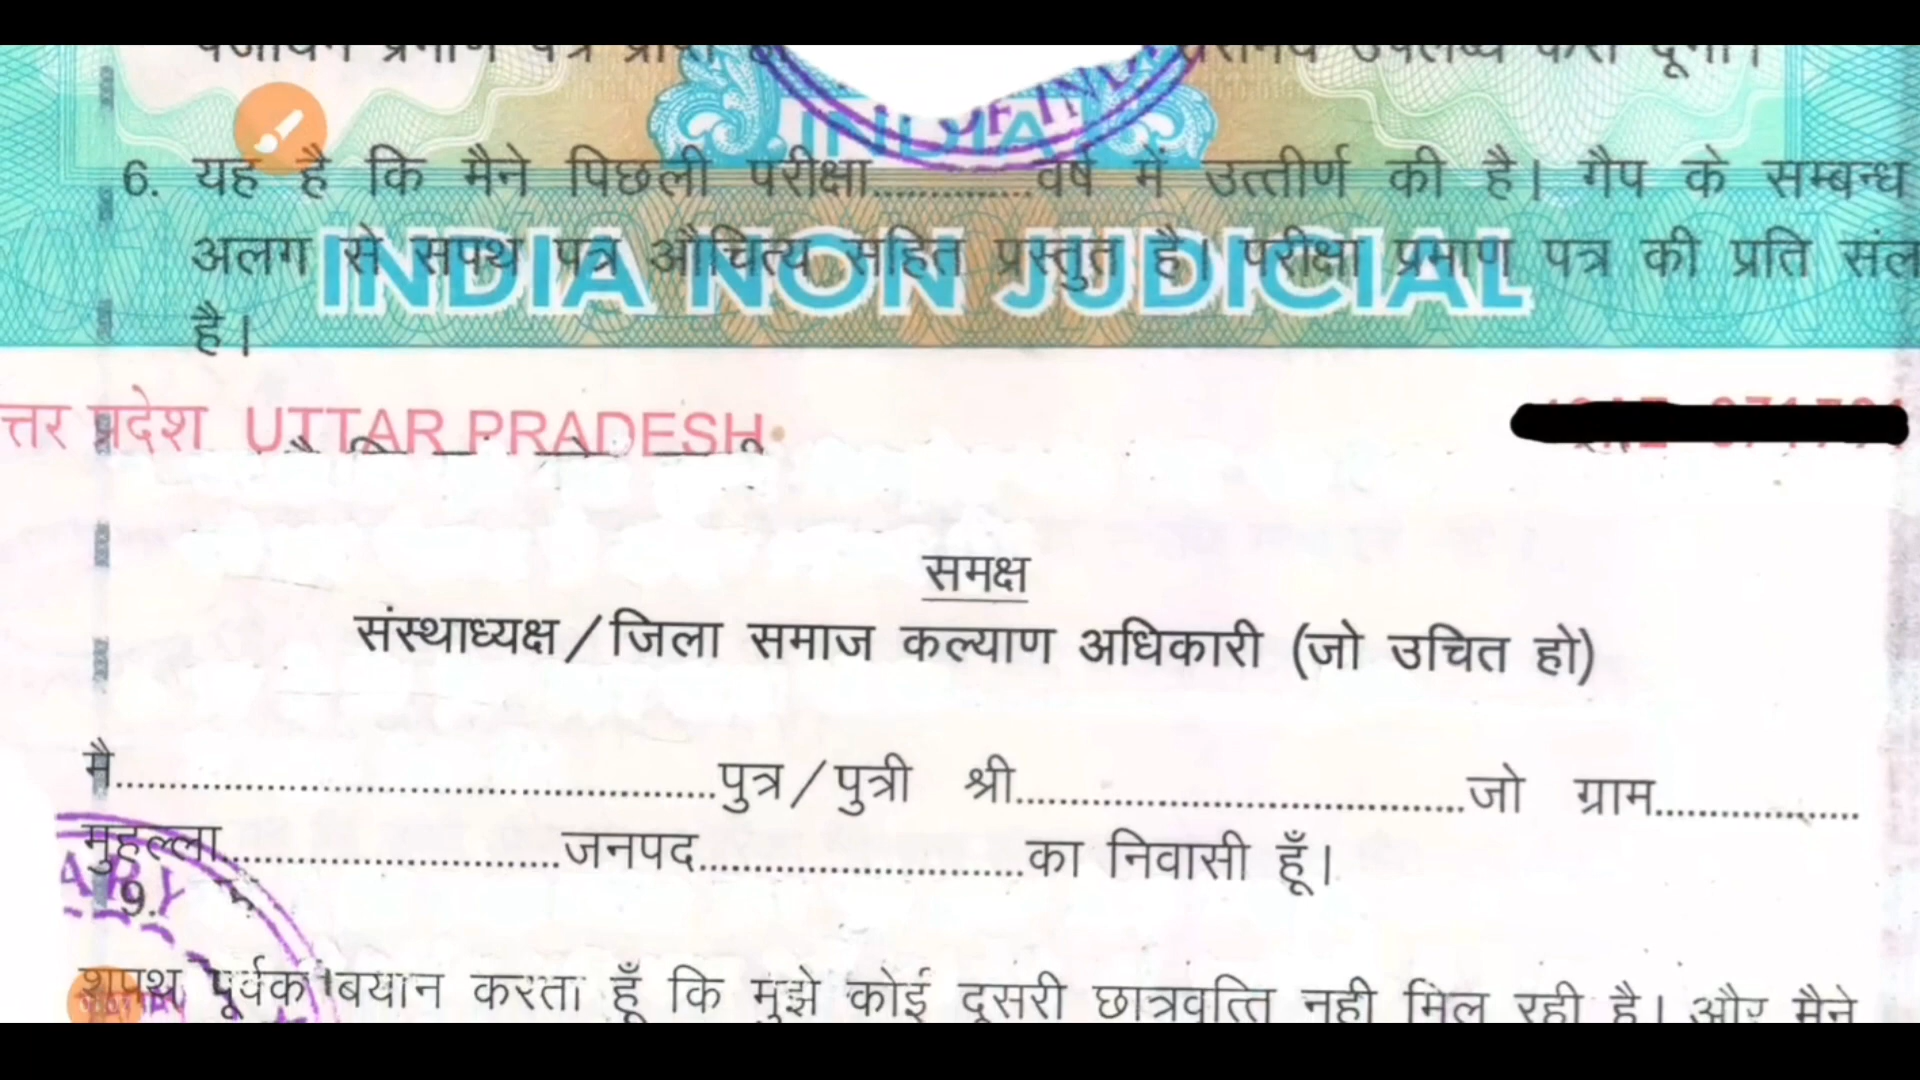 6. यह है कि मैने पिछली परीक्षा..............वर्ष में उत्तीर्ण की है। गैप के सम्बन्ध
INDIA
अलग से सपथ पत्र औचित्य सहित प्रस्तुत है। परीक्षा प्रमाण पत्र की प्रति
INDIA NON JUDICIAL
है।
प्रदेश UTTAR PRADESH
समक्ष
संस्थाध्यक्ष/जिला समाज कल्याण अधिकारी (जो उचित हो)
मै......................................................पुत्र/पुत्री श्री........................................जो ग्राम..................
मुहल्ला...............................जनपद.............................का निवासी हूँ।
9.
शपथ पूर्वक बयान करता हूँ कि मुझे कोई दूसरी छात्रवृत्ति नही मिल रही है। और मैने